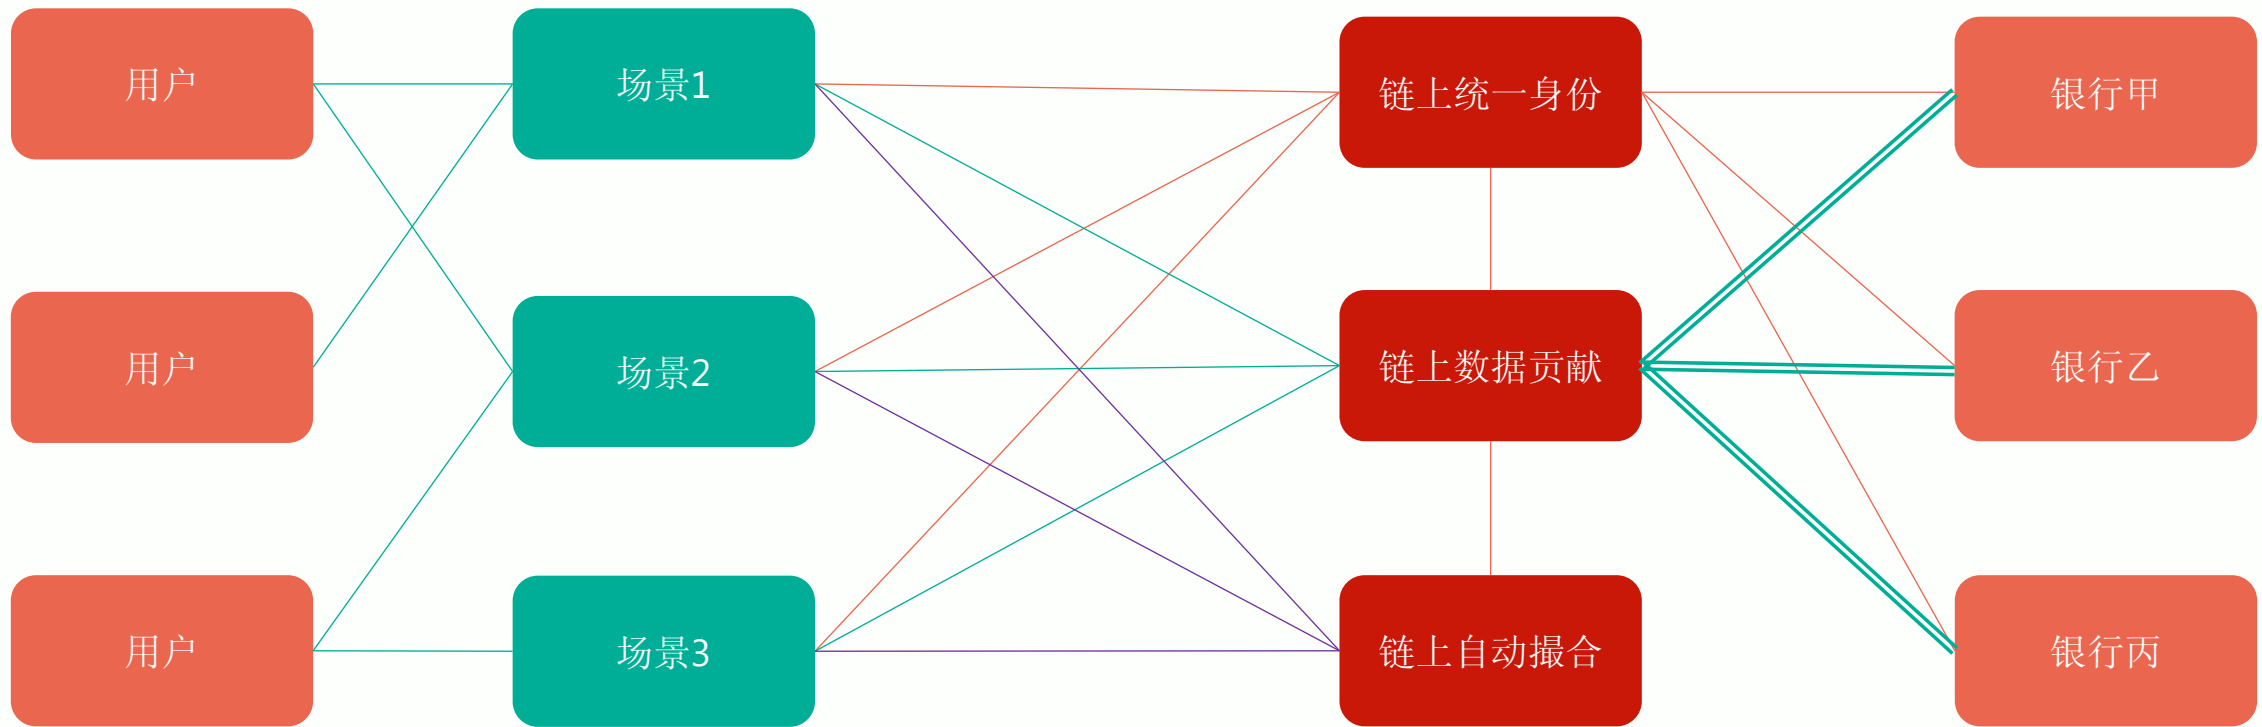 用户
场景1
链上统一身份
银行甲
用户
场景2
链上数据贡献
银行乙
用户
场景3
链上自动撮合
银行丙